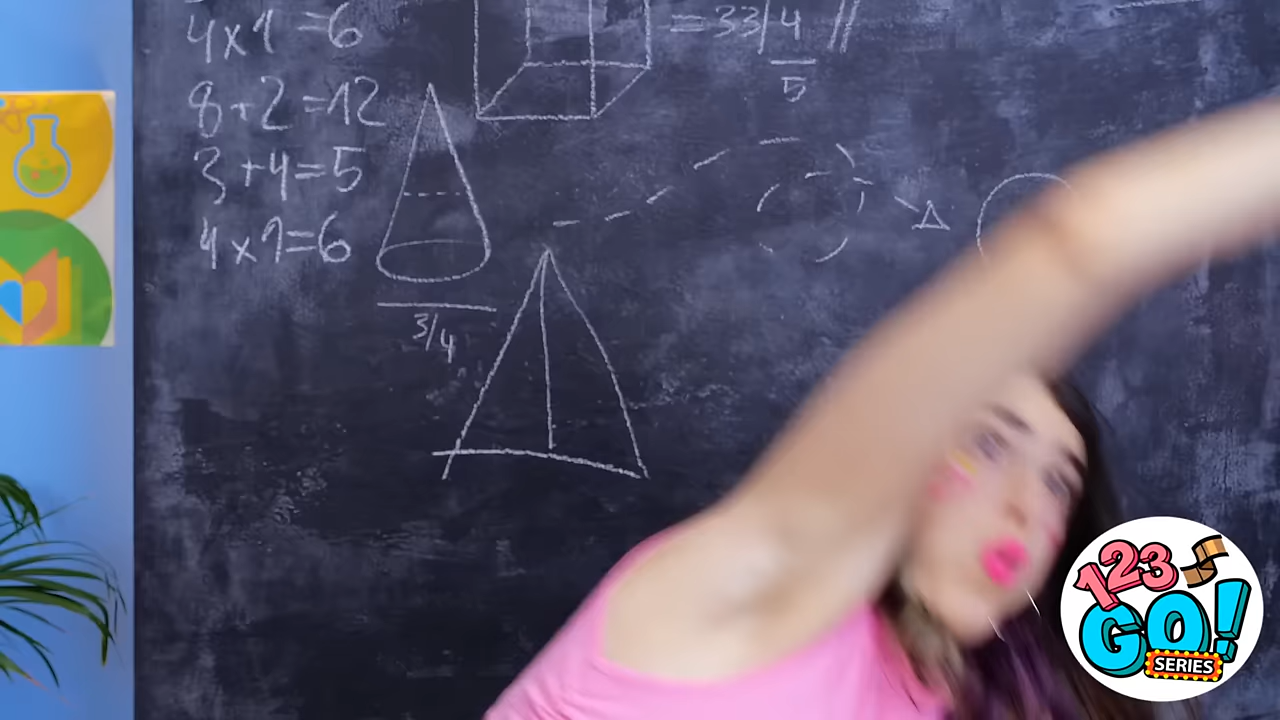 4x1=6
=33/4 //
5
8+2=12
3+4=5
4x1=6
3/4
123
GO!
SERIES